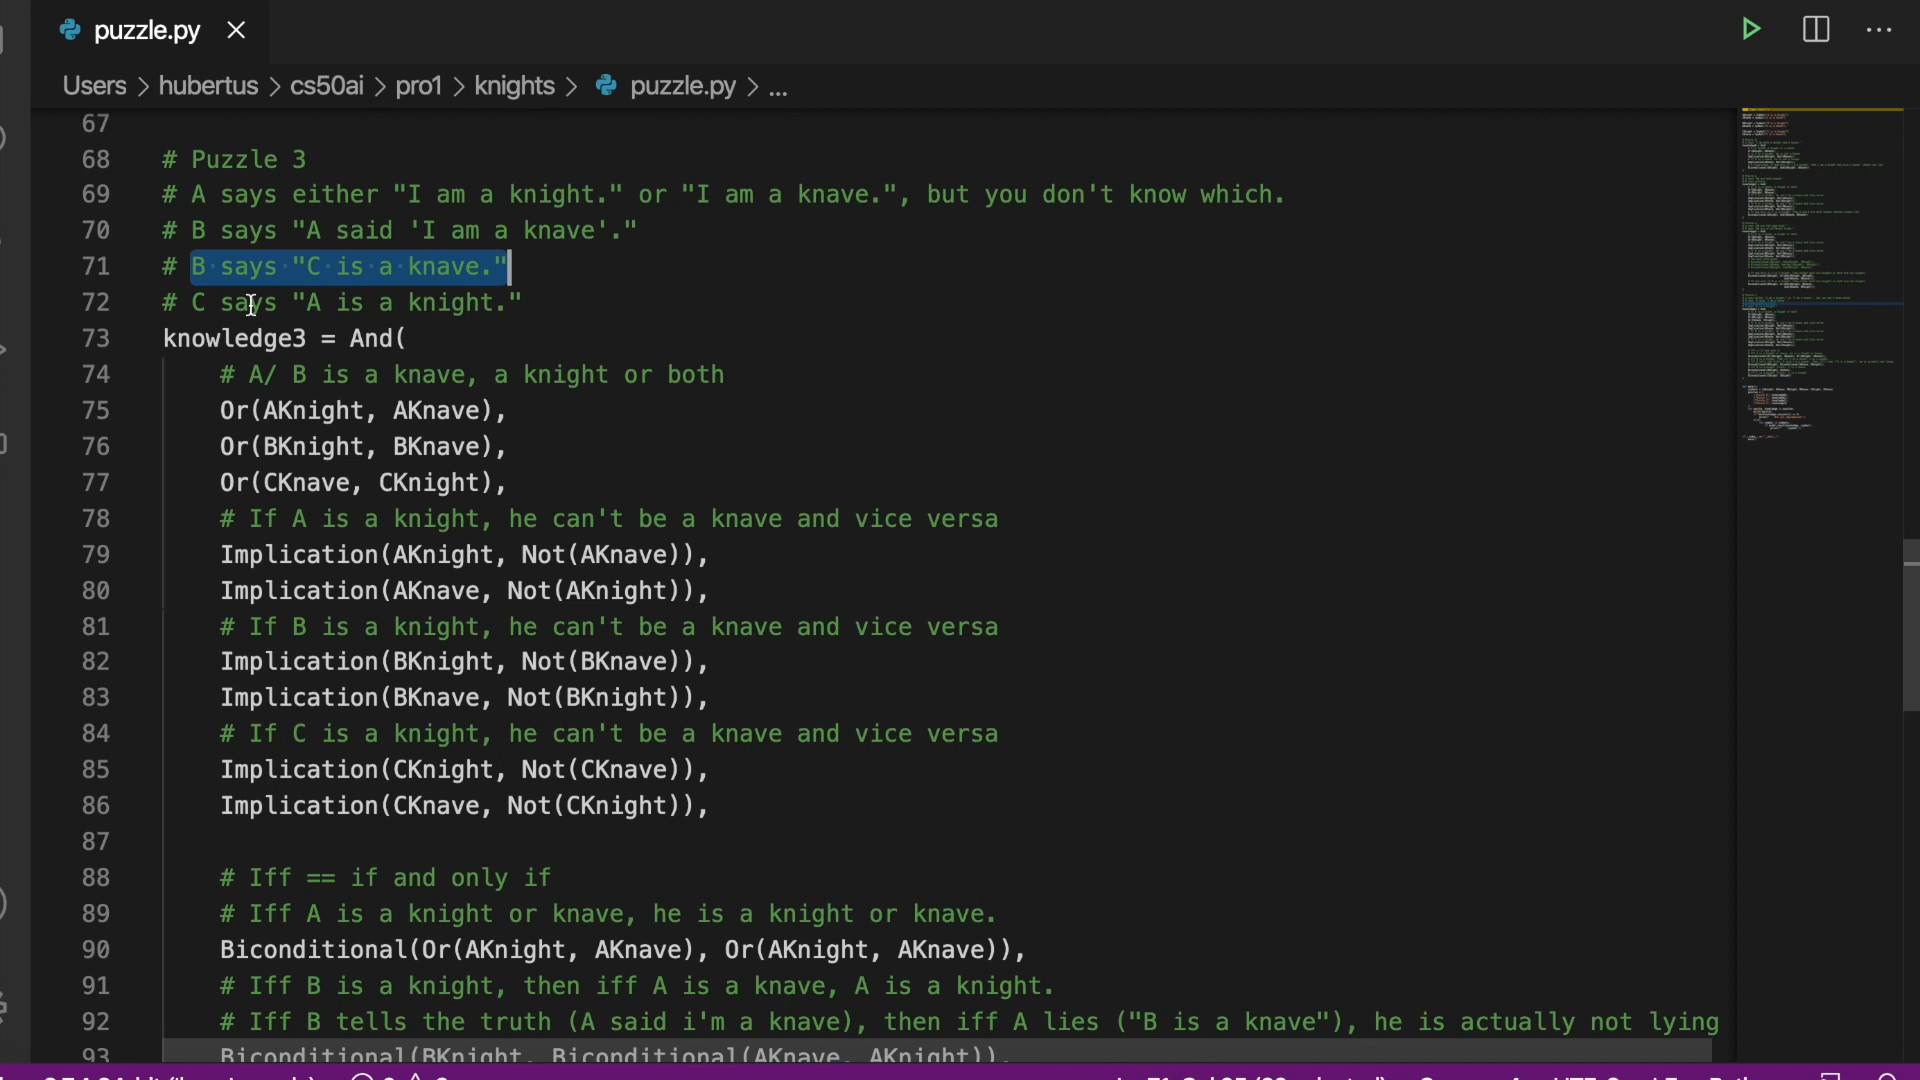 puzzle.py
Users > hubertus > cs50ai > pro1 > knights > puzzle.py > ...
67
68 # Puzzle 3
69 # A says either "I am a knight." or "I am a knave.", but you don't know which.
70 # B says "A said 'I am a knave'."
71 # B says "C is a knave."
72 # C says "A is a knight."
73 knowledge3 = And(
74 # A/ B is a knave, a knight or both
75 Or(AKnight, AKnave),
76 Or(BKnight, BKnave),
77 Or(CKnave, CKnight),
78 # If A is a knight, he can't be a knave and vice versa
79 Implication(AKnight, Not(AKnave)),
80 Implication(AKnave, Not(AKnight)),
81 # If B is a knight, he can't be a knave and vice versa
82 Implication(BKnight, Not(BKnave)),
83 Implication(BKnave, Not(BKnight)),
84 # If C is a knight, he can't be a knave and vice versa
85 Implication(CKnight, Not(CKnave)),
86 Implication(CKnave, Not(CKnight)),
87
88 # Iff == if and only if
89 # Iff A is a knight or knave, he is a knight or knave.
90 Biconditional(Or(AKnight, AKnave), Or(AKnight, AKnave)),
91 # Iff B is a knight, then iff A is a knave, A is a knight.
92 # Iff B tells the truth (A said i'm a knave), then iff A lies ("B is a knave"), he is actually not lying
93 Biconditional(BKnight, Biconditional(AKnave, AKnight)),